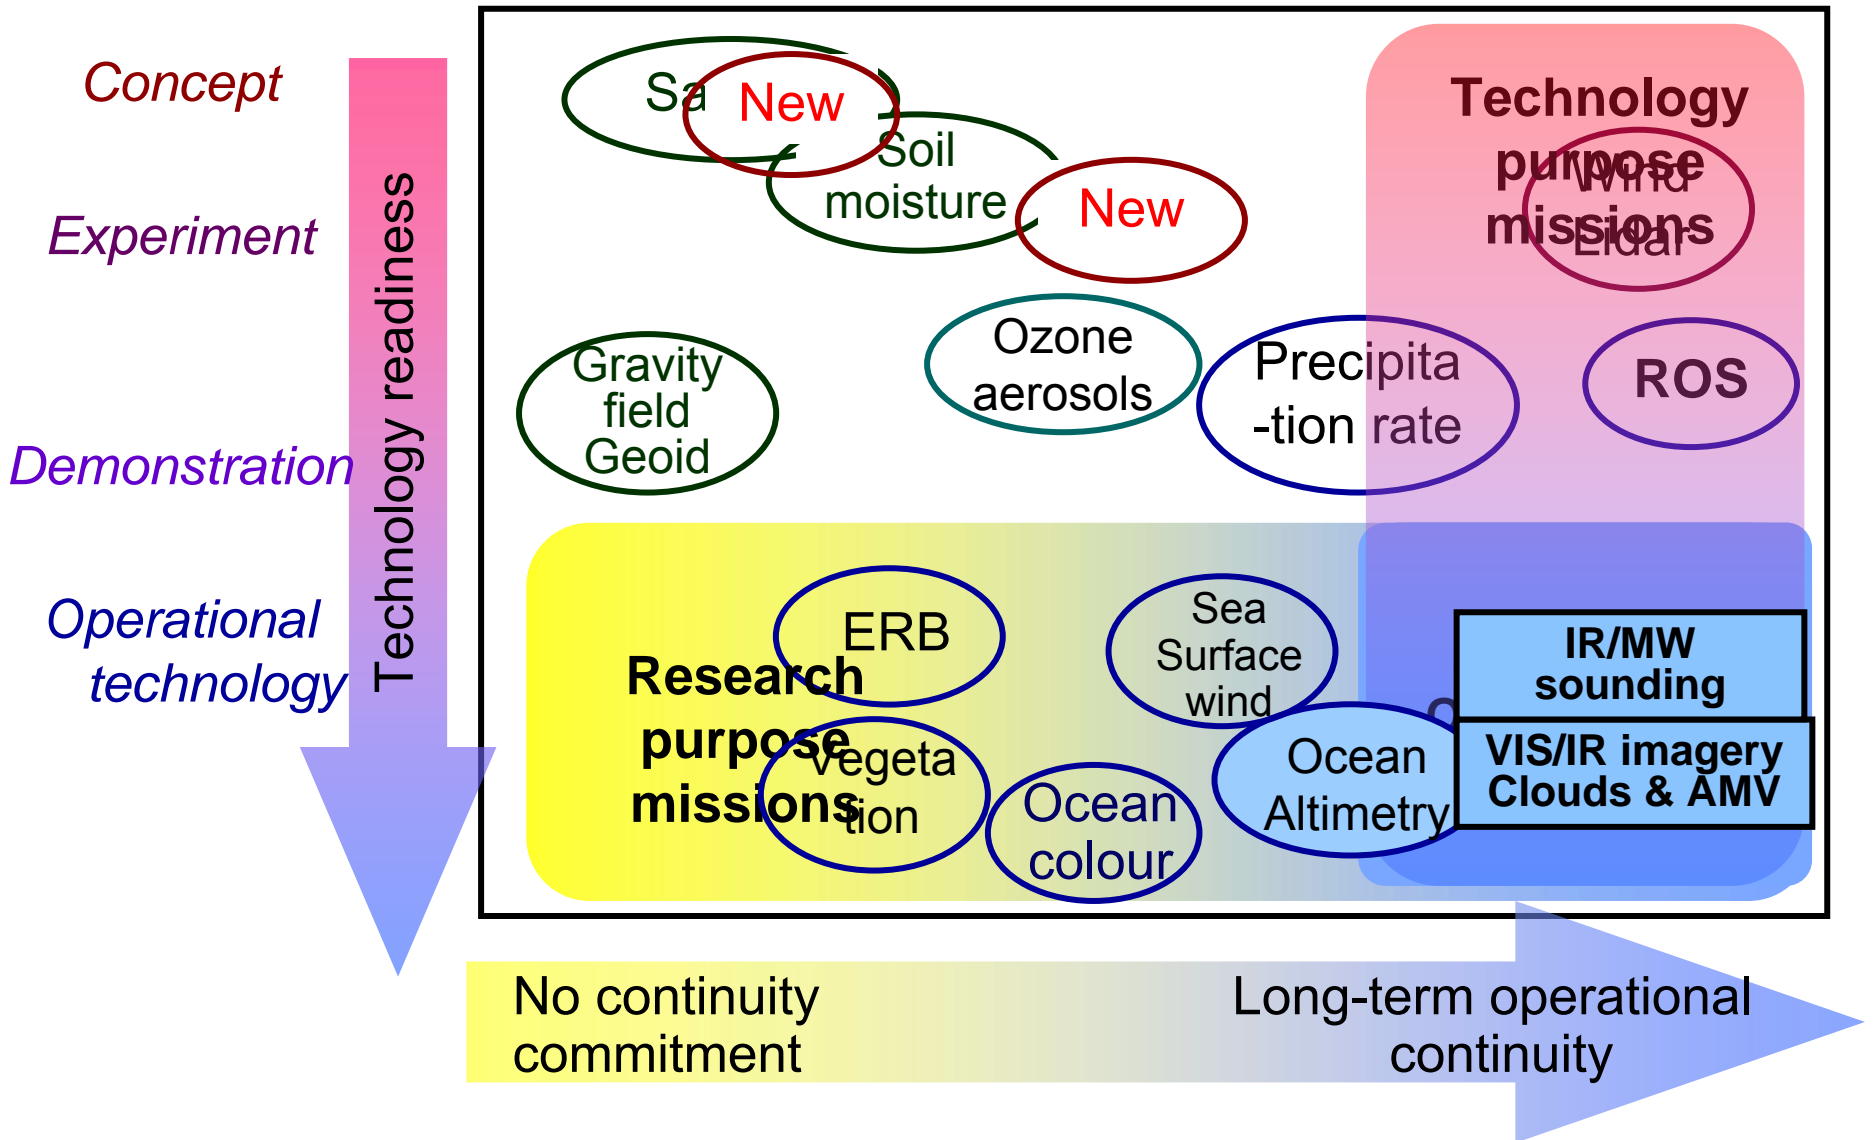 Concept
Experiment
Demonstration
Operational
technology
Technology readiness
New
Soil
moisture
New
Technology
purpose
missions
Wind
Lidar
Gravity
field
Geoid
Ozone
aerosols
Precipita
-tion rate
ROS
ERB
Research
purpose
missions
Vegeta
tion
Ocean
colour
Sea
Surface
wind
Ocean
Altimetry
IR/MW
sounding
VIS/IR imagery
Clouds & AMV
No continuity
commitment
Long-term operational
continuity